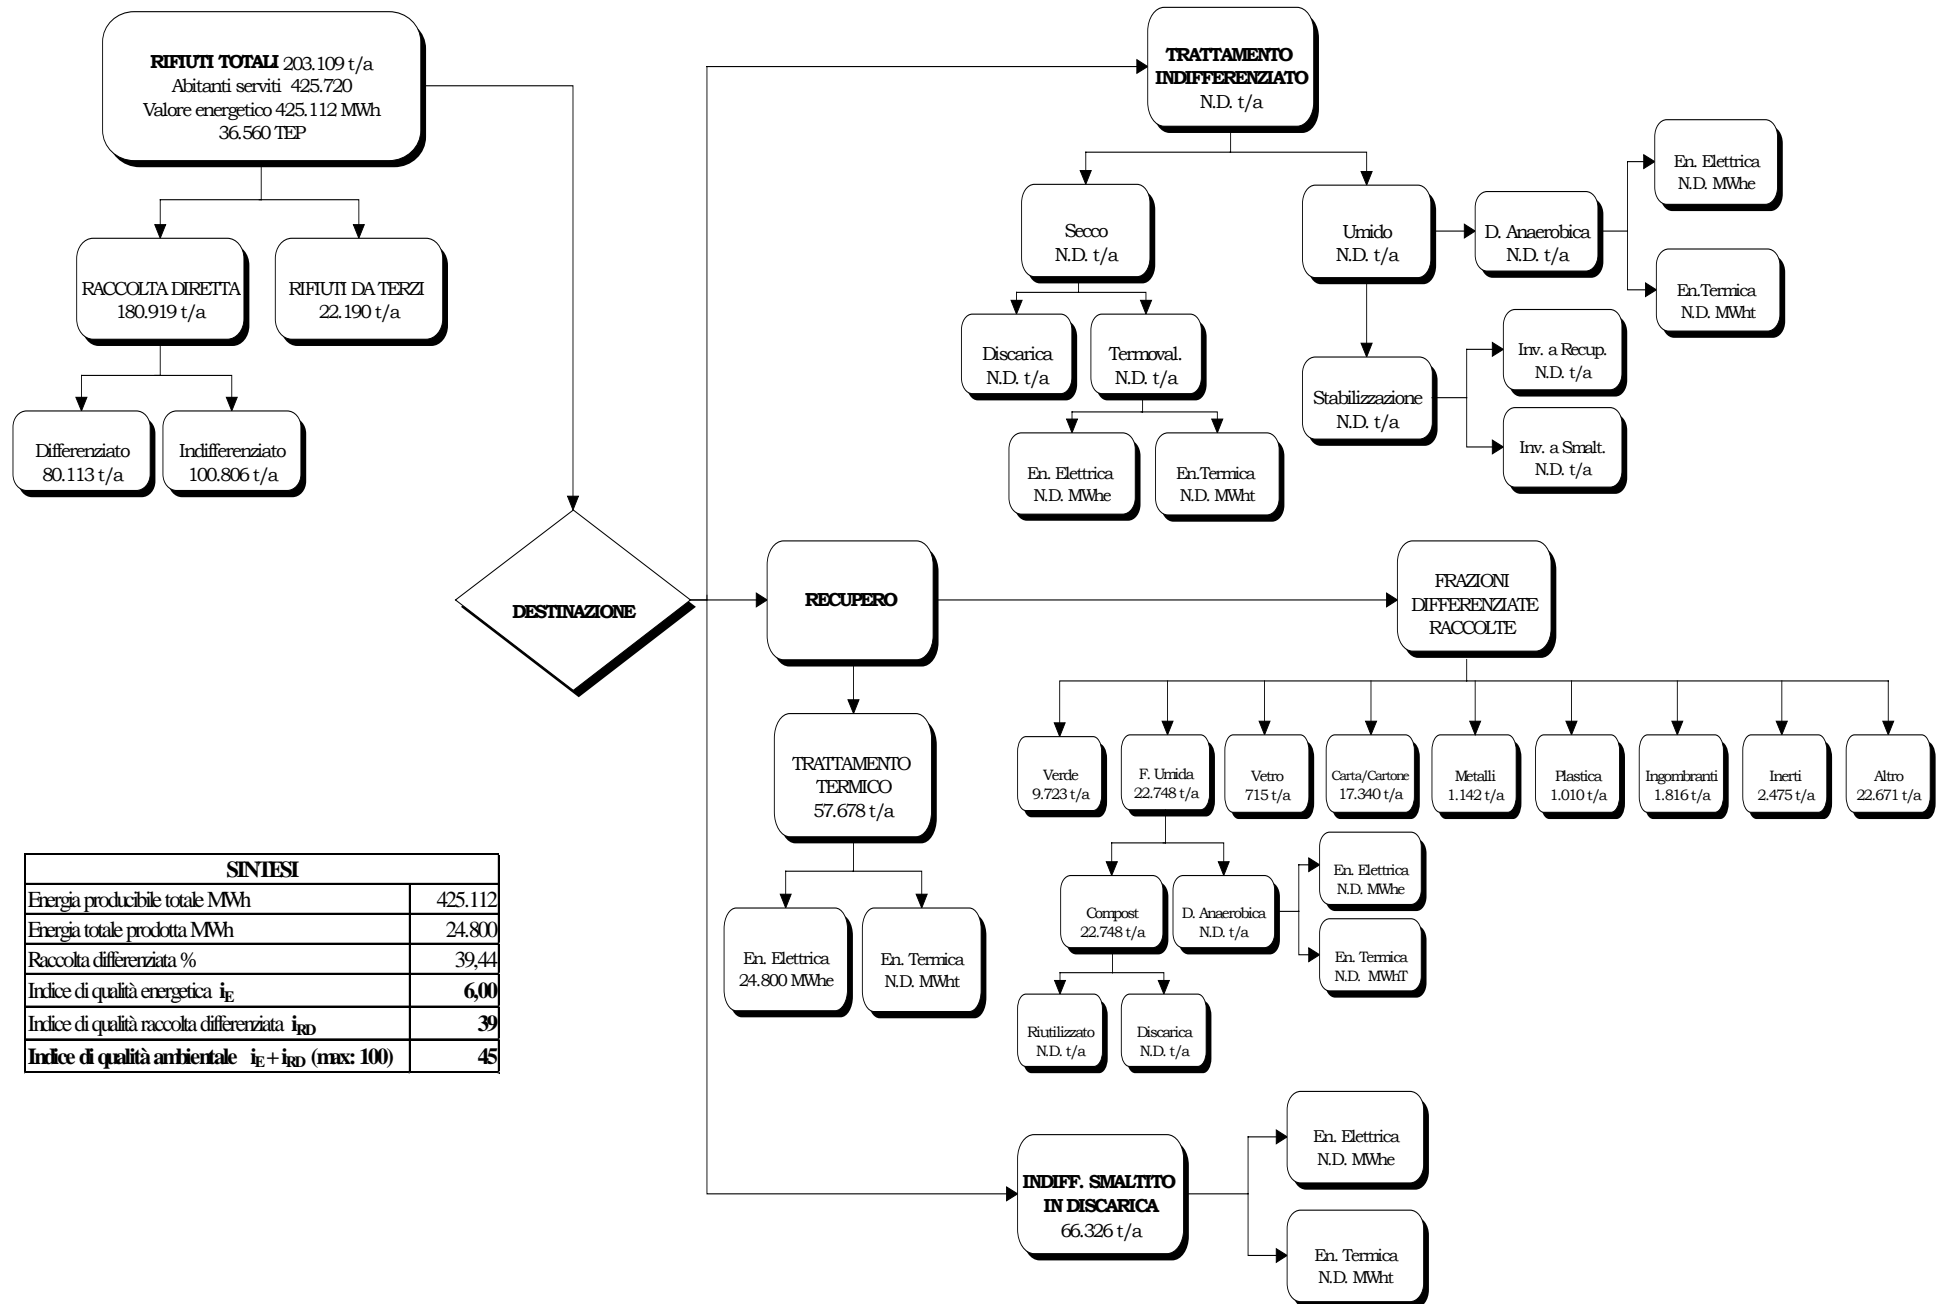 RIFIUTI TOTALI 203.109 t/a
Abitanti serviti 425.720
Valore energetico 425.112 MWh
36.560 TEP
RACCOLTA DIRETTA
180.919 t/a
RIFIUTI DA TERZI
22.190 t/a
Differenziato
80.113 t/a
Indifferenziato
100.806 t/a
DESTINAZIONE
TRATTAMENTO
INDIFFERENZIATO
N.D. t/a
Secco
N.D. t/a
Umido
N.D. t/a
D. Anaerobica
N.D. t/a
En. Elettrica
N.D. MWhe
En.Termica
N.D. MWht
Discarica
N.D. t/a
Termoval.
N.D. t/a
En. Elettrica
N.D. MWhe
En.Termica
N.D. MWht
Stabilizzazione
N.D. t/a
Inv. a Recup.
N.D. t/a
Inv. a Smalt.
N.D. t/a
RECUPERO
FRAZIONI
DIFFERENZIATE
RACCOLTE
TRATTAMENTO
TERMICO
57.678 t/a
En. Elettrica
24.800 MWhe
En. Termica
N.D. MWht
Verde
9.723 t/a
F. Umida
22.748 t/a
Vetro
715 t/a
Carta/Cartone
17.340 t/a
Metalli
1.142 t/a
Plastica
1.010 t/a
Ingombranti
1.816 t/a
Inerti
2.475 t/a
Altro
22.671 t/a
Compost
22.748 t/a
D. Anaerobica
N.D. t/a
En. Elettrica
N.D. MWhe
En. Termica
N.D. MWhT
Riutilizzato
N.D. t/a
Discarica
N.D. t/a
INDIFF. SMALTITO
IN DISCARICA
66.326 t/a
En. Elettrica
N.D. MWhe
En. Termica
N.D. MWht
SINTESI
Energia producibile totale MWh 425.112
Energia totale prodotta MWh 24.800
Raccolta differenziata % 39,44
Indice di qualità energetica iE 6,00
Indice di qualità raccolta differenziata iRD 39
Indice di qualità ambientale iE + iRD (max: 100) 45